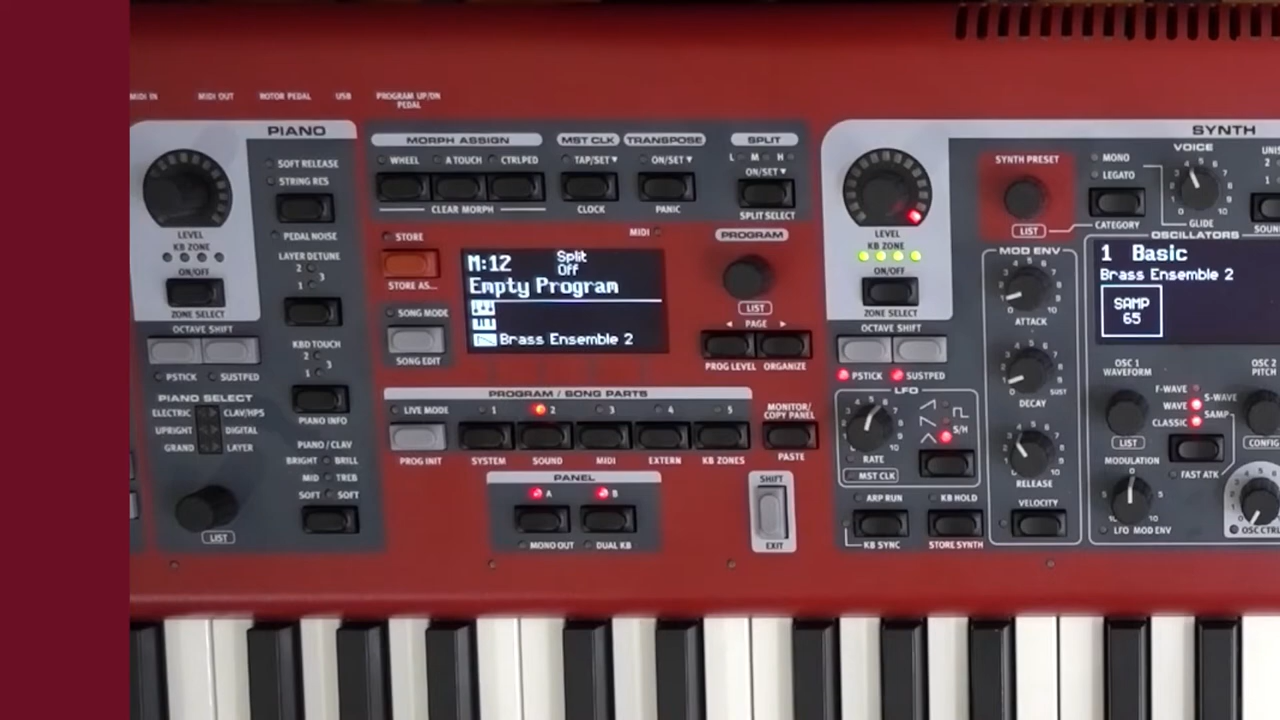 MIDI IN
MIDI OUT
ROTOR PEDAL
USB
PROGRAM UP/DN
PEDAL
PIANO
LEVEL
KB ZONE
ON/OFF
ZONE SELECT
OCTAVE SHIFT
PSTICK SUSTPED
PIANO SELECT
ELECTRIC CLAV/HPS
UPRIGHT DIGITAL
GRAND LAYER
LIST
SOFT RELEASE
STRING RES
PEDAL NOISE
LAYER DETUNE
2 3
1
KBD TOUCH
2 3
1
PIANO INFO
PIANO/CLAV
BRIGHT BRILL
MID TREB
SOFT SOFT
MORPH ASSIGN
WHEEL A TOUCH CTRLPED
CLEAR MORPH
MST CLK
TAP/SET ▼
CLOCK
TRANSPOSE
ON/SET ▼
PANIC
SPLIT
L M H
ON/SET ▼
SPLIT SELECT
STORE
STORE AS...
SONG MODE
SONG EDIT
MIDI
M:12 Split
Off
Empty Program
Brass Ensemble 2
PROGRAM
LIST
◄ PAGE ►
PROG LEVEL ORGANIZE
PROGRAM / SONG PARTS
LIVE MODE 1 2 3 4 5
PROG INIT SYSTEM SOUND MIDI EXTERN KB ZONES
MONITOR/
COPY PANEL
PASTE
PANEL
A B
MONO OUT DUAL KB
SHIFT
EXIT
SYNTH
LEVEL
KB ZONE
ON/OFF
ZONE SELECT
OCTAVE SHIFT
PSTICK SUSTPED
LFO
RATE
S/H
MST CLK
ARP RUN KB HOLD
KB SYNC STORE SYNTH
SYNTH PRESET
LIST
MONO
LEGATO
CATEGORY
VOICE
GLIDE
MOD ENV
ATTACK
DECAY
SUST
RELEASE
VELOCITY
OSCILLATORS
1 Basic
Brass Ensemble 2
SAMP
65
OSC 1
WAVEFORM
LIST
MODULATION
LFO MOD ENV
F-WAVE
S-WAVE
WAVE
SAMP
CLASSIC
FAST ATK
OSC 2
PITCH
OSC CTRL